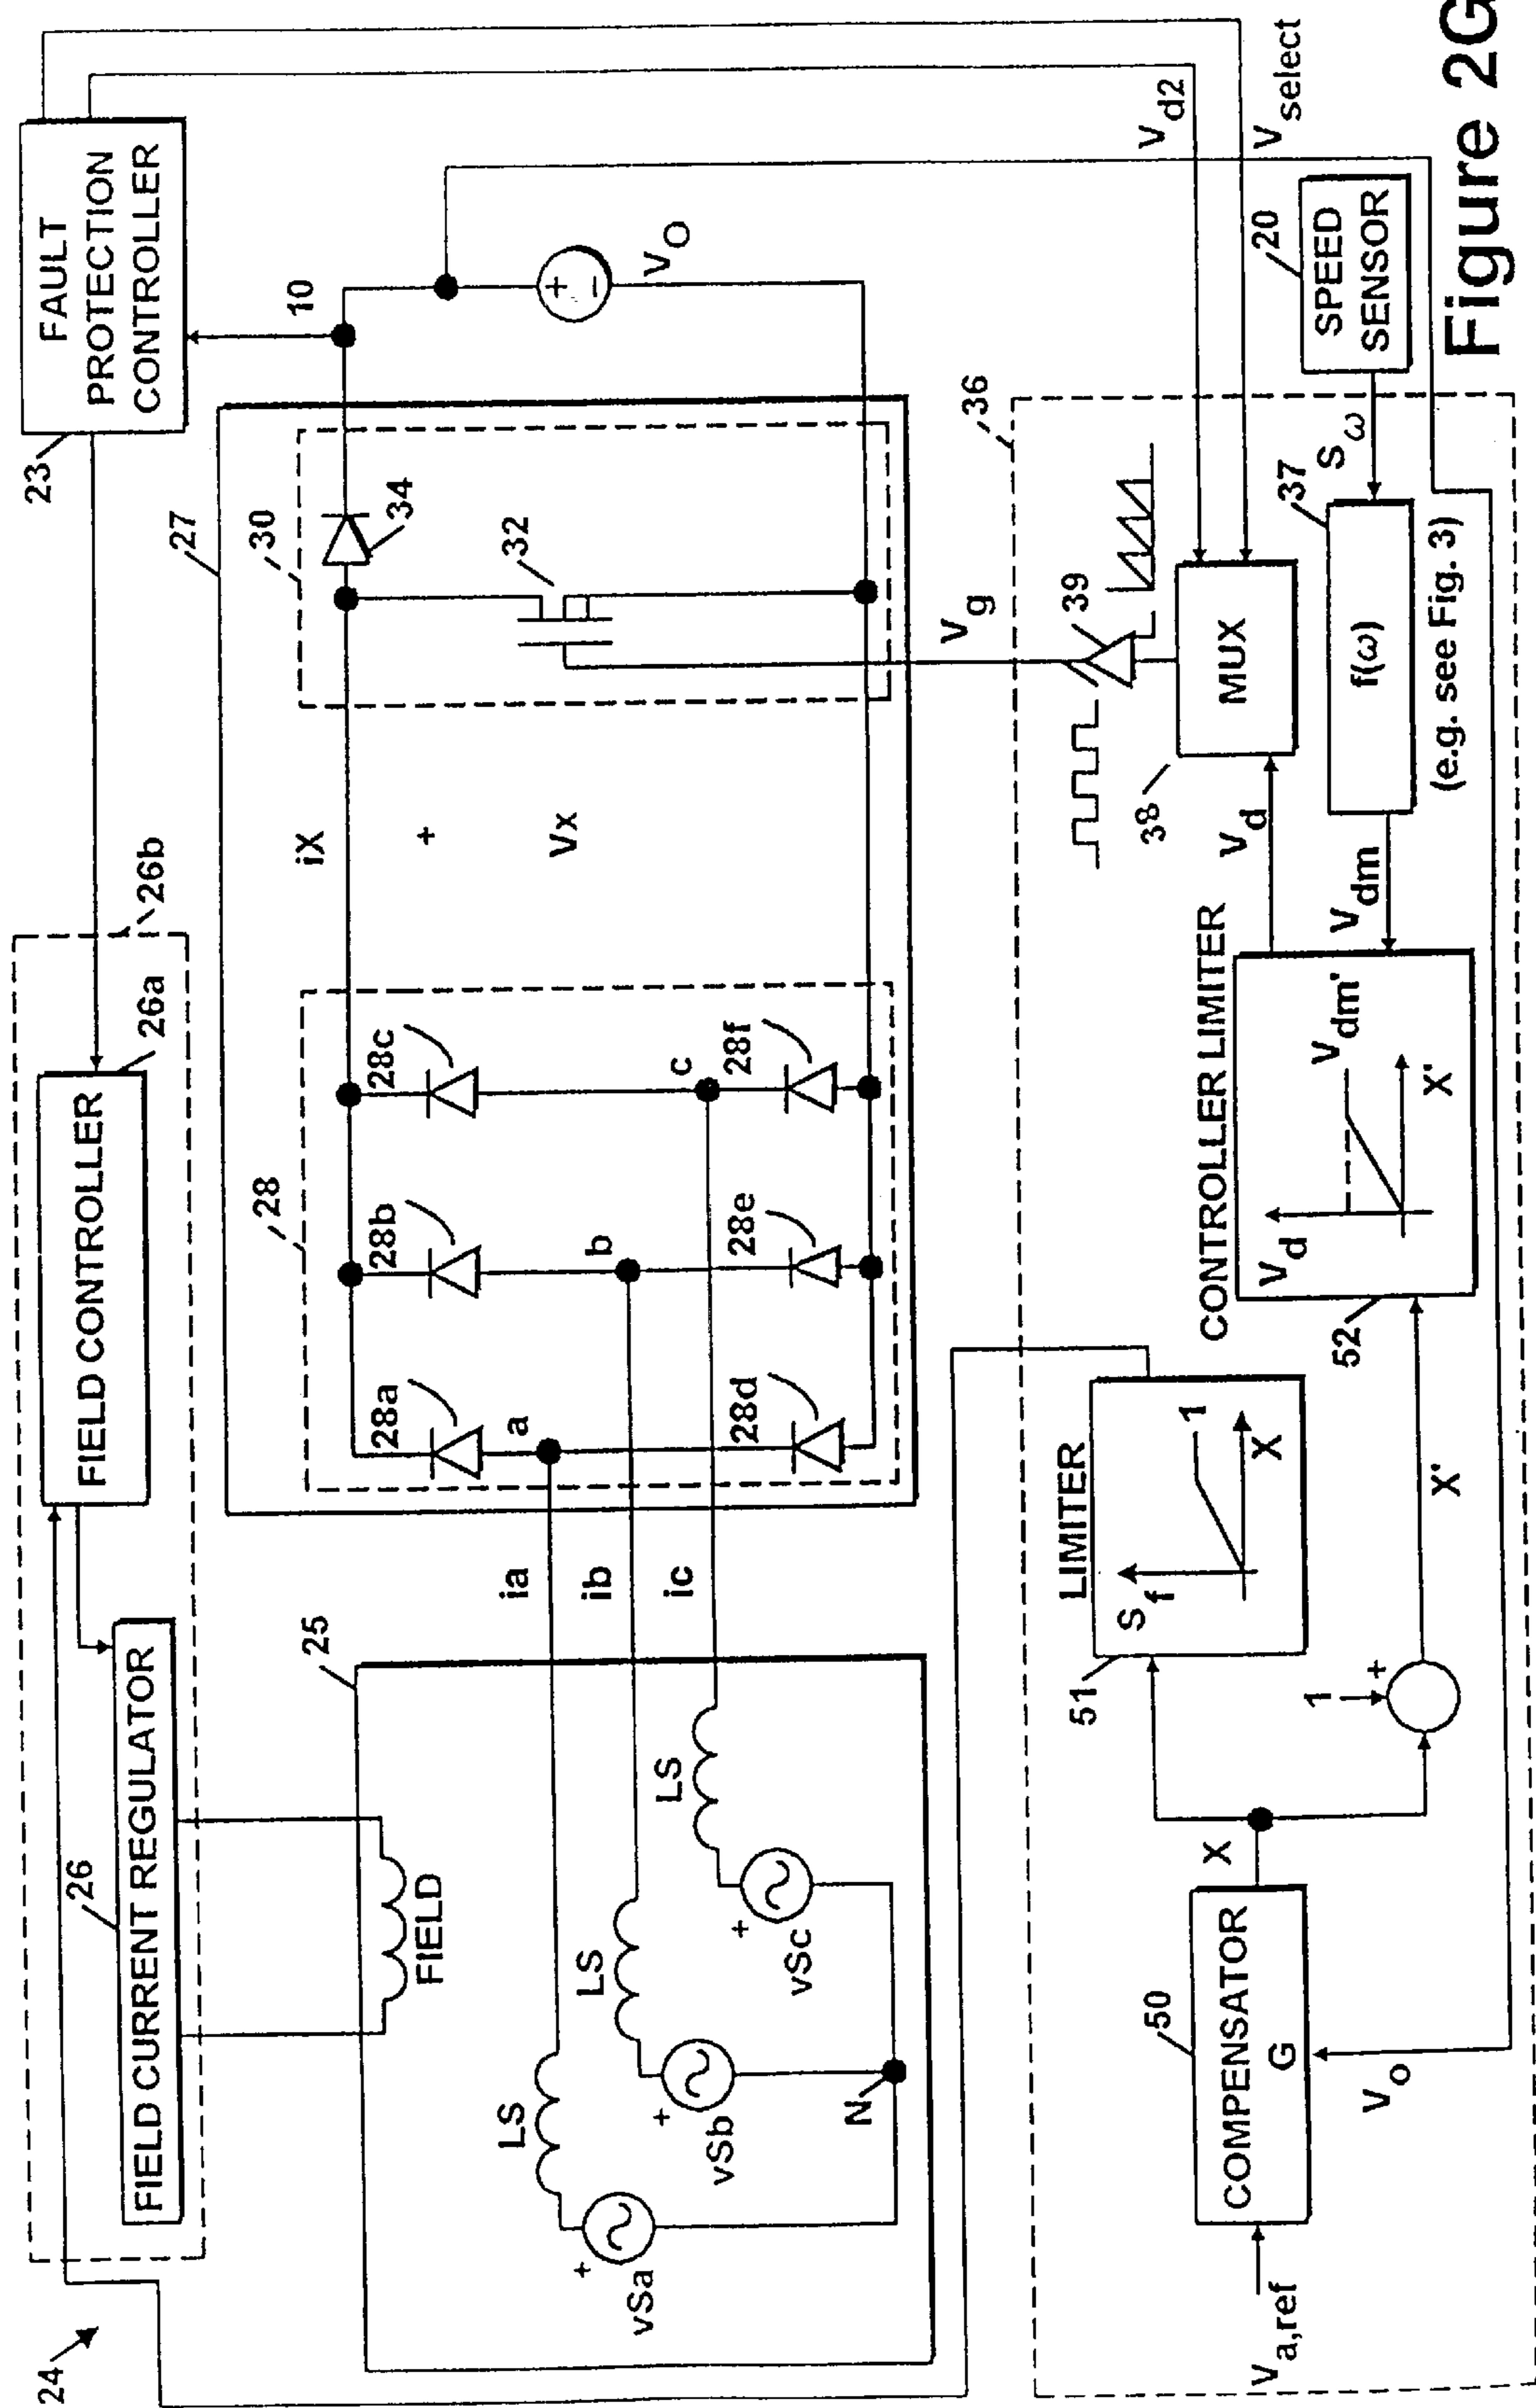 24
26
FIELD CURRENT REGULATOR
FIELD CONTROLLER
26a
26b
23
FAULT
PROTECTION
CONTROLLER
25
FIELD
LS
LS
LS
+
vSa
+
vSb
+
vSc
N
ia
ib
ic
27
28
28a
28b
28c
a
b
c
28d
28e
28f
iX
+
Vx
30
34
32
10
+
−
VO
Vg
36
39
38
MUX
Vd2
Vselect
20
SPEED
SENSOR
Sω
37
f(ω)
(e.g. see Fig. 3)
Vd
Vdm
CONTROLLER LIMITER
Vd
Vdm'
X'
52
LIMITER
Sf
1
X
51
1
+
X'
X
50
COMPENSATOR
G
Va,ref
Vo
Figure 2G